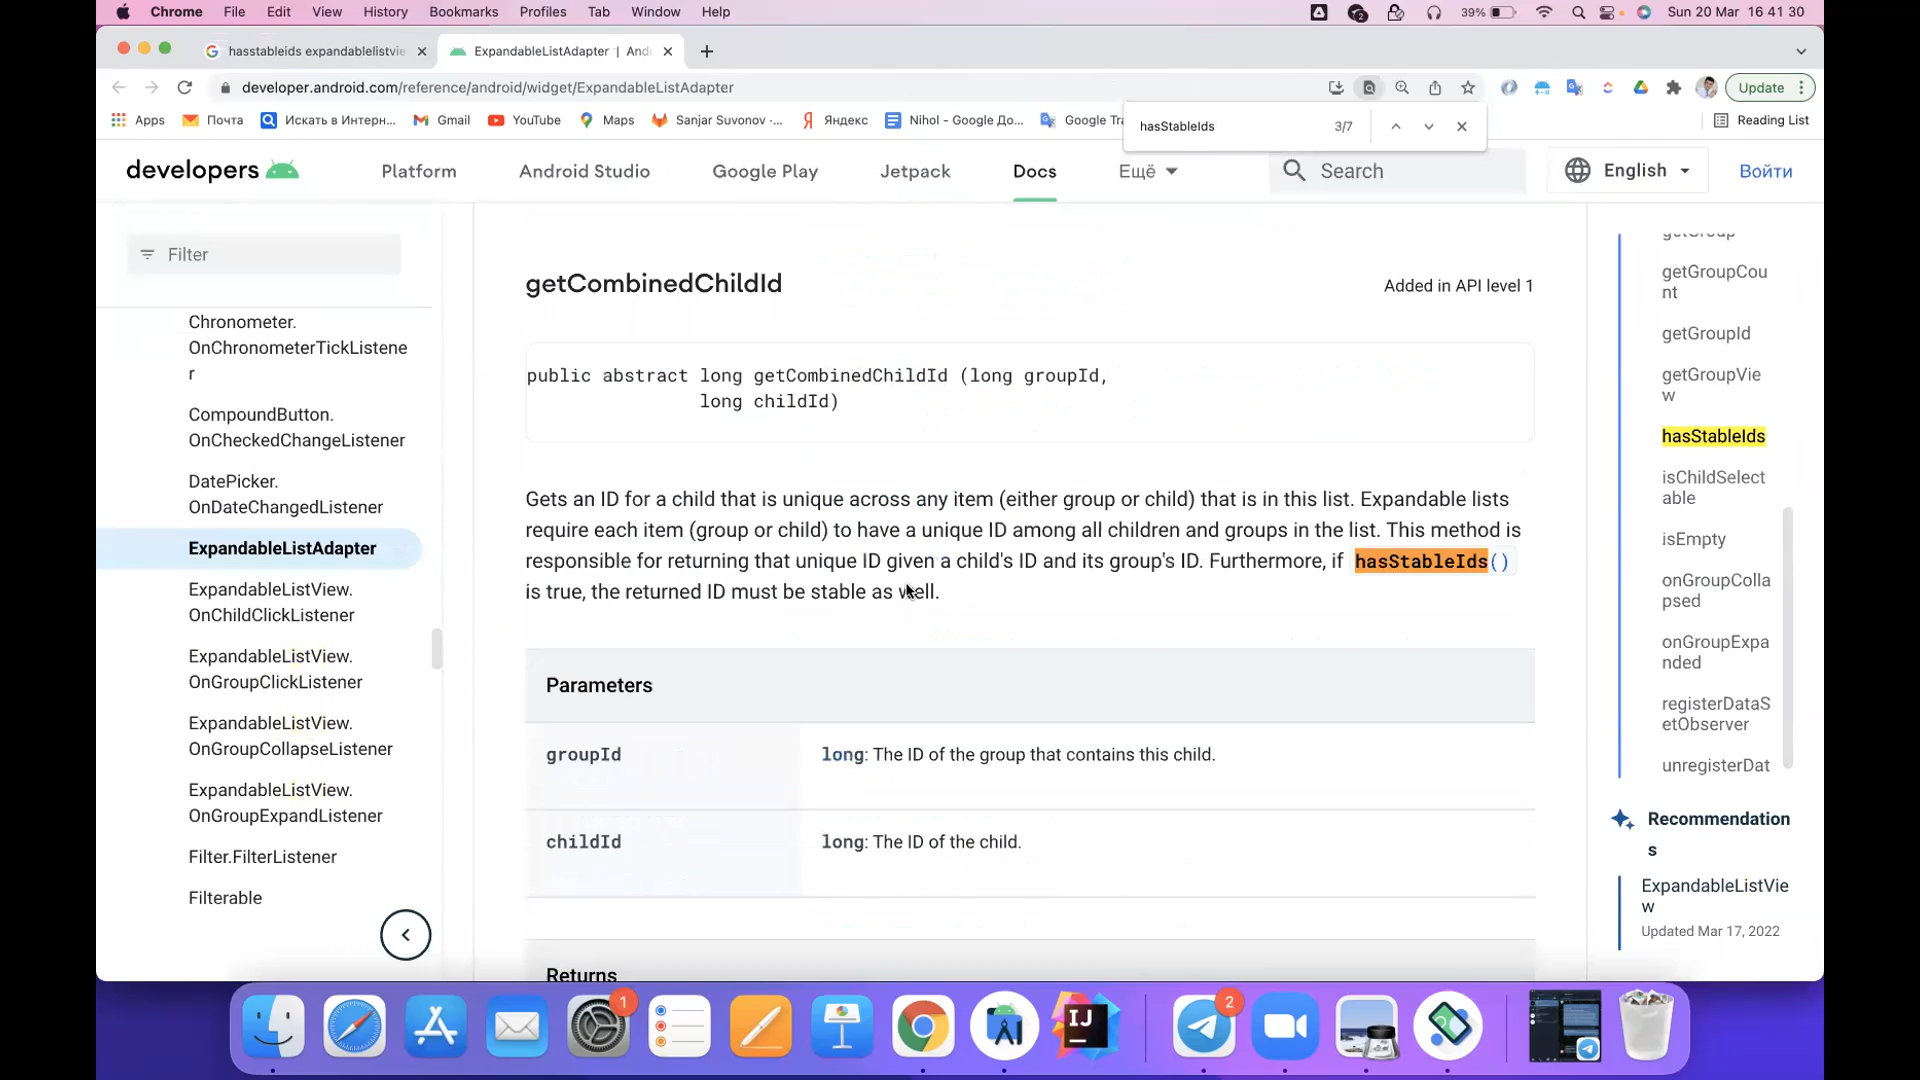 Chrome File Edit View History Bookmarks Profiles Tab Window Help 2 39% Sun 20 Mar 16 41 30
hasstableids expandablelistvie
ExpandableListAdapter | And
developer.android.com/reference/android/widget/ExpandableListAdapter
Update
Apps Почта Искать в Интерн... Gmail YouTube Maps Sanjar Suvonov -... Яндекс Nihol - Google Do... Google Tra Reading List
hasStableIds 3/7
developers Platform Android Studio Google Play Jetpack Docs Ещё Search English Войти
Filter
Chronometer.
OnChronometerTickListene
r
CompoundButton.
OnCheckedChangeListener
DatePicker.
OnDateChangedListener
ExpandableListAdapter
ExpandableListView.
OnChildClickListener
ExpandableListView.
OnGroupClickListener
ExpandableListView.
OnGroupCollapseListener
ExpandableListView.
OnGroupExpandListener
Filter.FilterListener
Filterable
getCombinedChildId
Added in API level 1
public abstract long getCombinedChildId (long groupId,
long childId)
Gets an ID for a child that is unique across any item (either group or child) that is in this list. Expandable lists
require each item (group or child) to have a unique ID among all children and groups in the list. This method is
responsible for returning that unique ID given a child's ID and its group's ID. Furthermore, if hasStableIds()
is true, the returned ID must be stable as well.
Parameters
groupId long: The ID of the group that contains this child.
childId long: The ID of the child.
Returns
getGroup
getGroupCou
nt
getGroupId
getGroupVie
w
hasStableIds
isChildSelect
able
isEmpty
onGroupColla
psed
onGroupExpa
nded
registerDataS
etObserver
unregisterDat
Recommendation
s
ExpandableListVie
w
Updated Mar 17, 2022
1
IJ
2